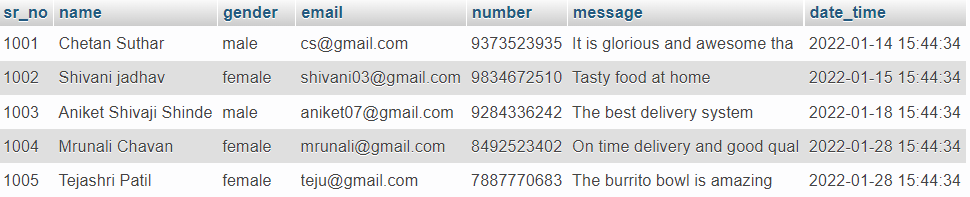 sr_no name gender email number message date_time
1001 Chetan Suthar male cs@gmail.com 9373523935 It is glorious and awesome tha 2022-01-14 15:44:34
1002 Shivani jadhav female shivani03@gmail.com 9834672510 Tasty food at home 2022-01-15 15:44:34
1003 Aniket Shivaji Shinde male aniket07@gmail.com 9284336242 The best delivery system 2022-01-18 15:44:34
1004 Mrunali Chavan female mrunali@gmail.com 8492523402 On time delivery and good qual 2022-01-28 15:44:34
1005 Tejashri Patil female teju@gmail.com 7887770683 The burrito bowl is amazing 2022-01-28 15:44:34